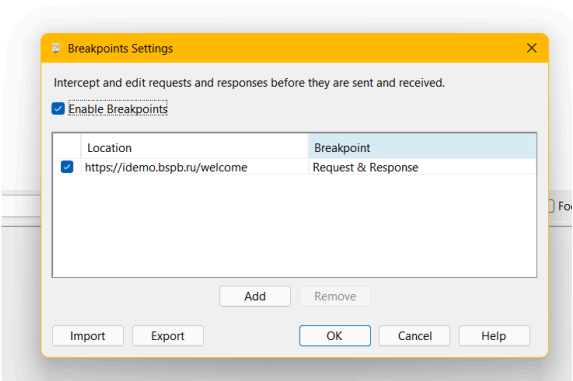 Breakpoints Settings
Intercept and edit requests and responses before they are sent and received.
Enable Breakpoints
Location Breakpoint
https://idemo.bspb.ru/welcome Request & Response
Add Remove
Import Export OK Cancel Help